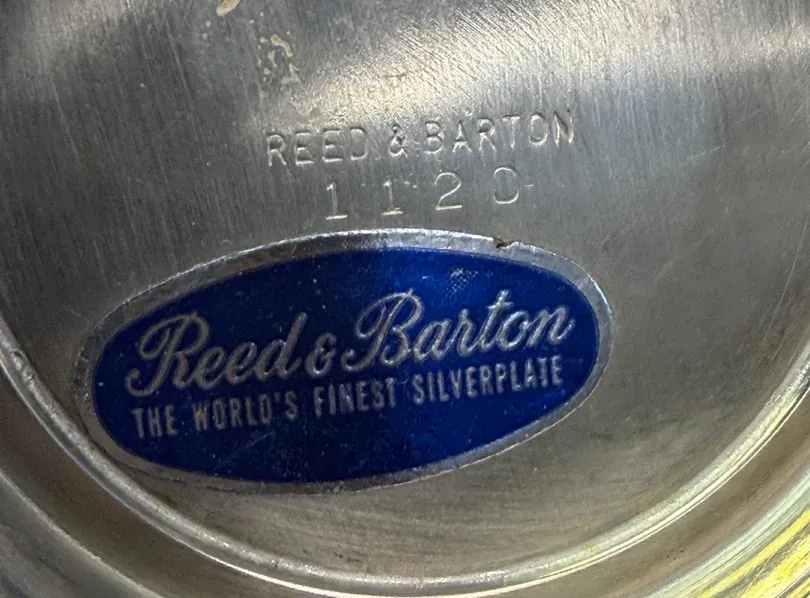 REED & BARTON
1120
Reed & Barton
THE WORLD'S FINEST SILVERPLATE